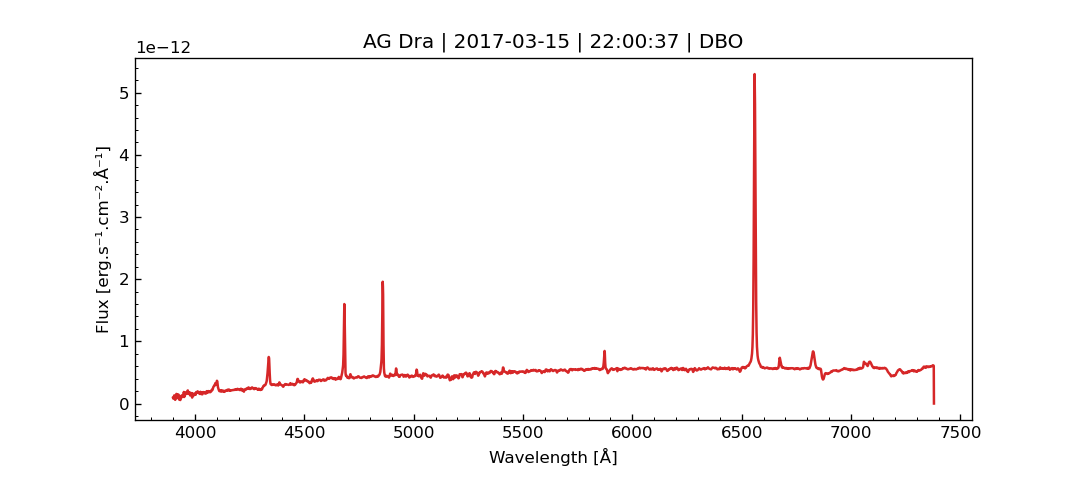 AG Dra | 2017-03-15 | 22:00:37 | DBO
1e−12
5
4
3
2
1
0
Flux [erg.s⁻¹.cm⁻².Å⁻¹]
4000 4500 5000 5500 6000 6500 7000 7500
Wavelength [Å]